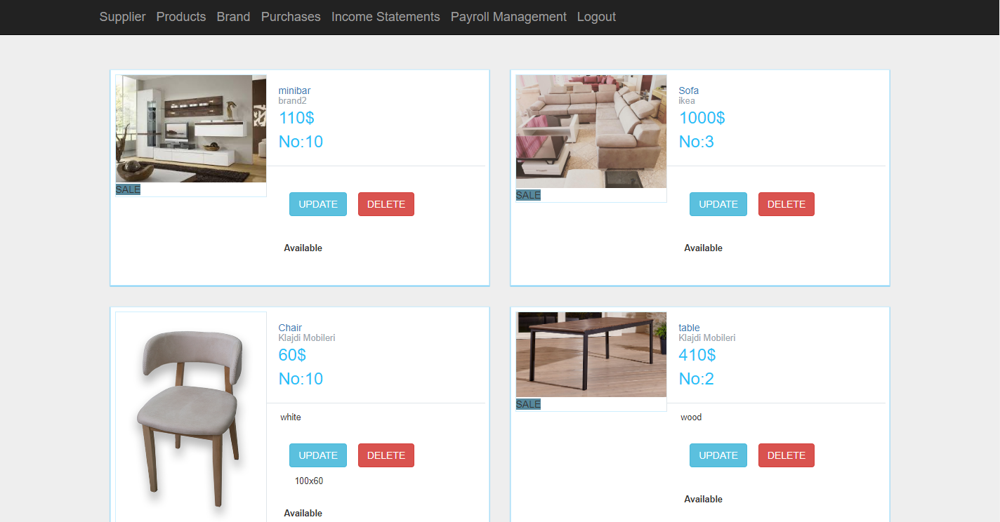 Supplier Products Brand Purchases Income Statements Payroll Management Logout
minibar
brand2
110$
No:10
SALE
UPDATE DELETE
Available
Sofa
ikea
1000$
No:3
SALE
UPDATE DELETE
Available
Chair
Klajdi Mobileri
60$
No:10
white
UPDATE DELETE
100x60
Available
table
Klajdi Mobileri
410$
No:2
SALE
wood
UPDATE DELETE
Available